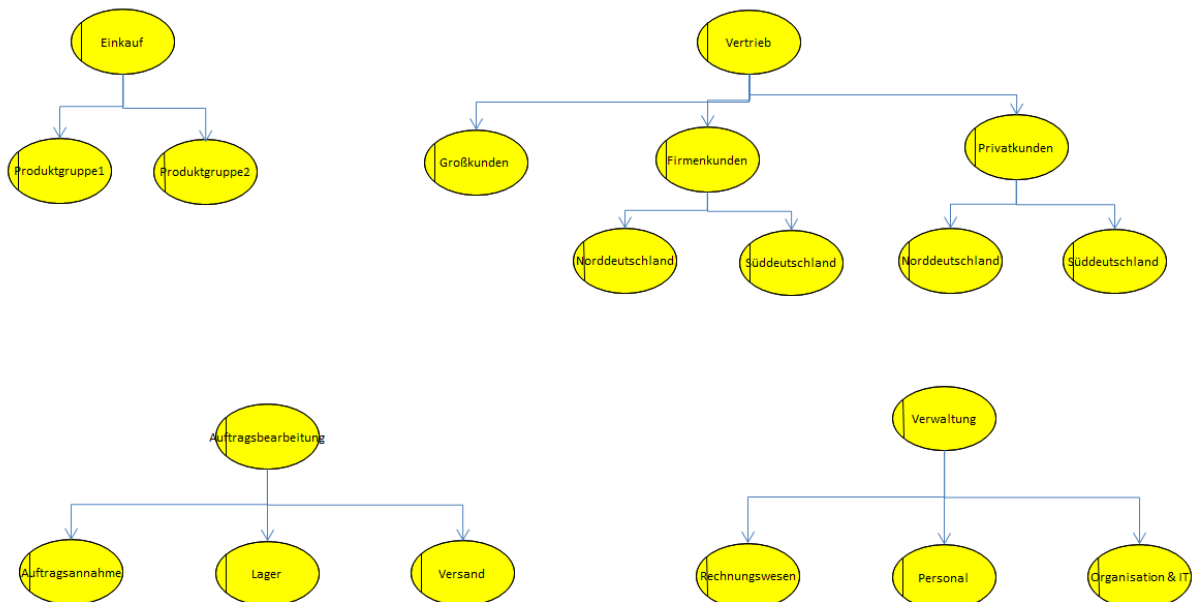 Einkauf
Vertrieb
Produktgruppe1
Produktgruppe2
Großkunden
Firmenkunden
Privatkunden
Norddeutschland
Süddeutschland
Norddeutschland
Süddeutschland
Auftragsbearbeitung
Verwaltung
Auftragsannahme
Lager
Versand
Rechnungswesen
Personal
Organisation & IT